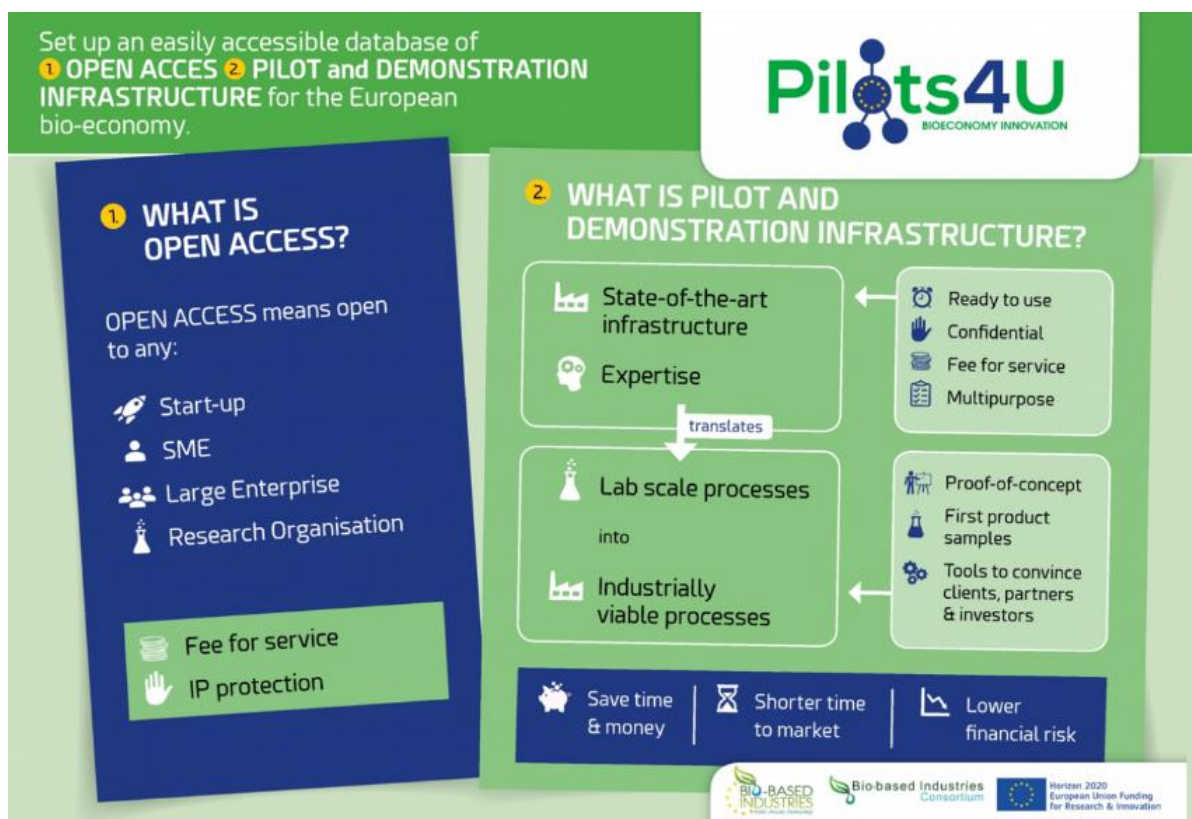 Set up an easily accessible database of
1. OPEN ACCES 2. PILOT and DEMONSTRATION
INFRASTRUCTURE for the European
bio-economy.
Pilots4U
BIOECONOMY INNOVATION
1. WHAT IS
OPEN ACCESS?
OPEN ACCESS means open
to any:
Start-up
SME
Large Enterprise
Research Organisation
Fee for service
IP protection
2. WHAT IS PILOT AND
DEMONSTRATION INFRASTRUCTURE?
State-of-the-art
infrastructure
Expertise
Ready to use
Confidential
Fee for service
Multipurpose
translates
Lab scale processes
into
Industrially
viable processes
Proof-of-concept
First product
samples
Tools to convince
clients, partners
& investors
Save time
& money
Shorter time
to market
Lower
financial risk
BIO-BASED
INDUSTRIES
Bio-based Industries
Consortium
Horizon 2020
European Union Funding
for Research & Innovation